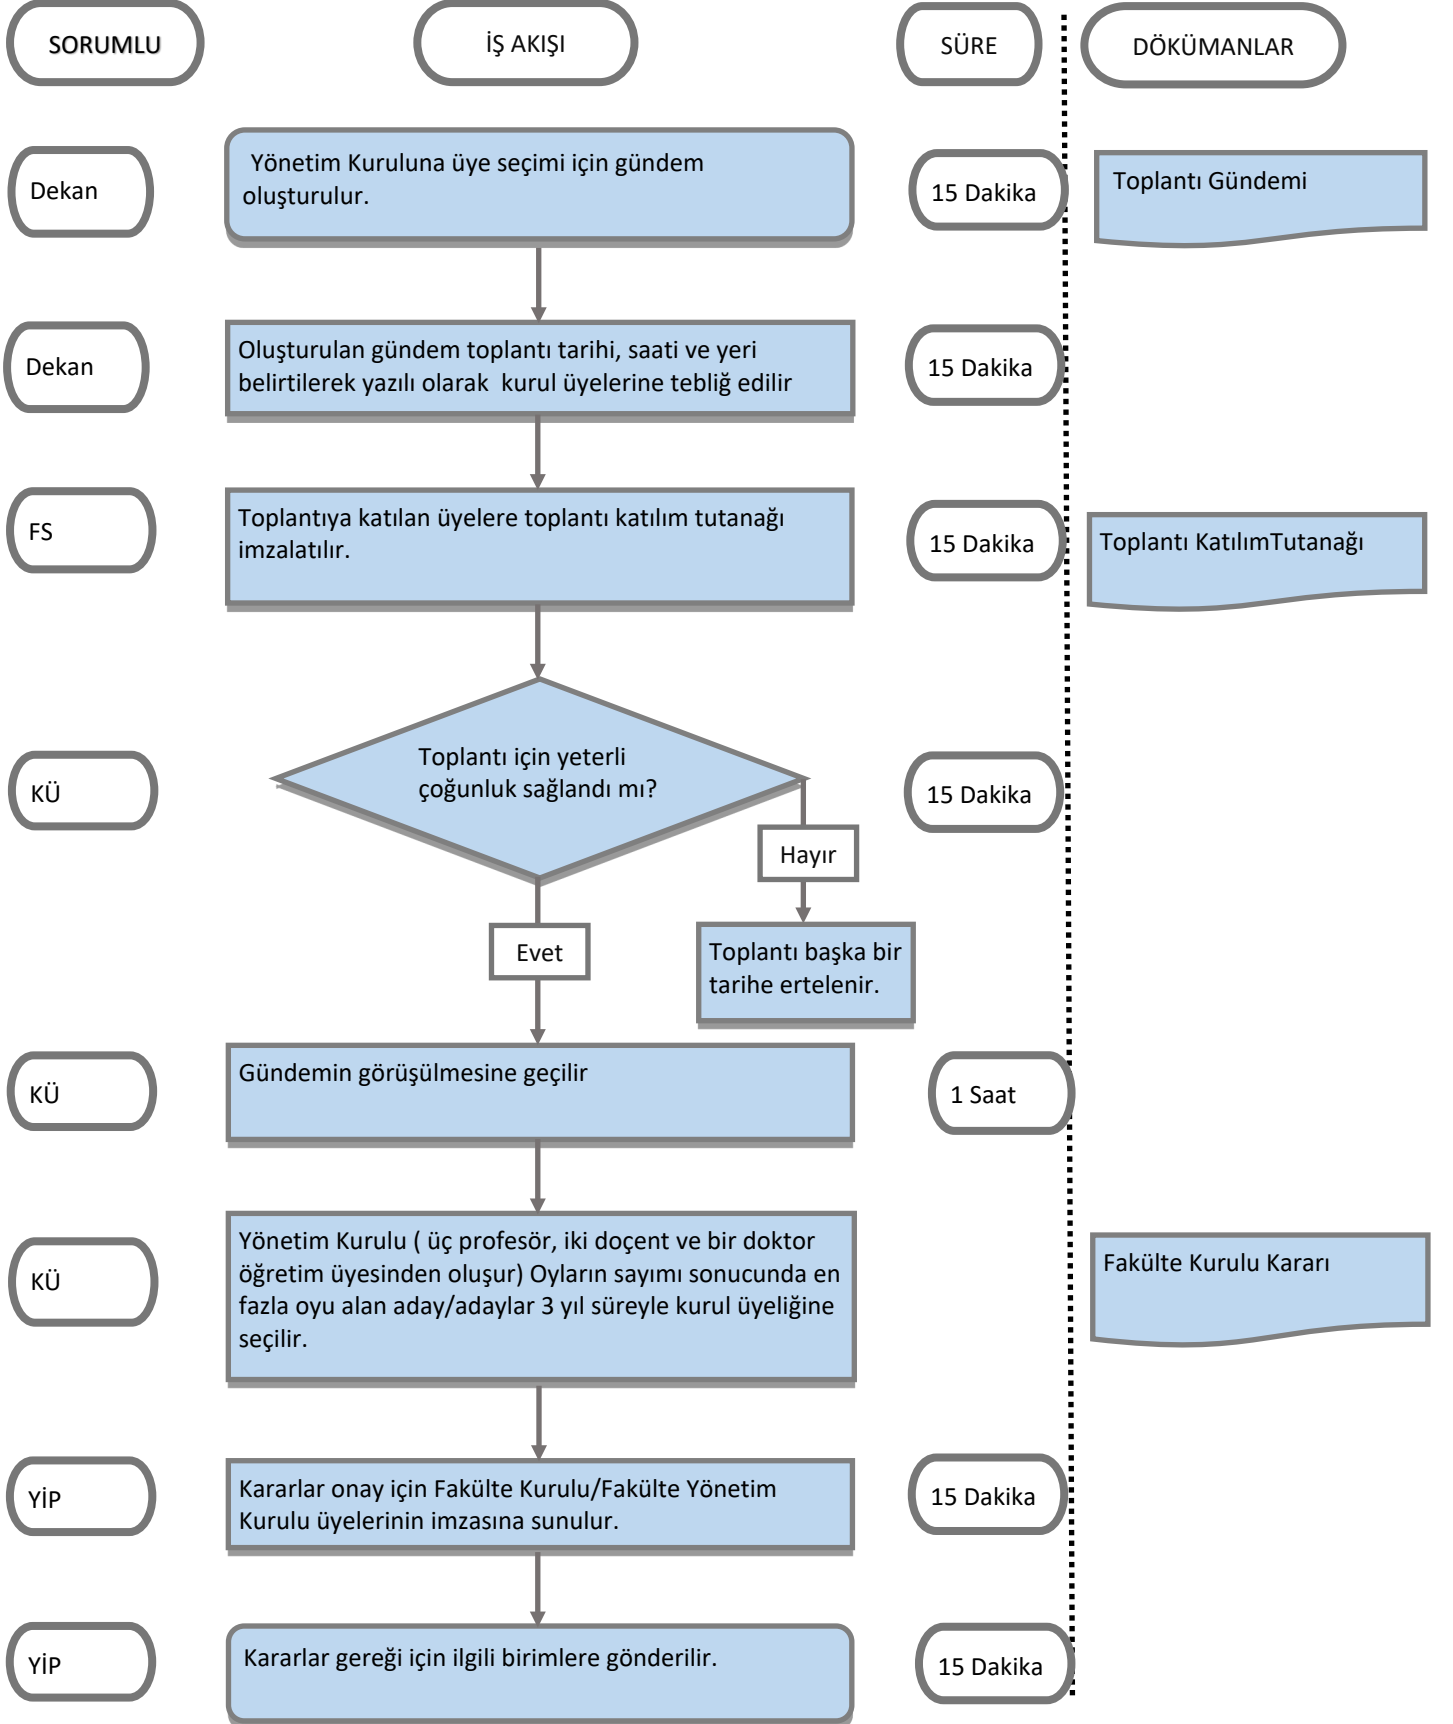 SORUMLU
İŞ AKIŞI
SÜRE
DÖKÜMANLAR
Dekan
Yönetim Kuruluna üye seçimi için gündem
oluşturulur.
15 Dakika
Toplantı Gündemi
Dekan
Oluşturulan gündem toplantı tarihi, saati ve yeri
belirtilerek yazılı olarak  kurul üyelerine tebliğ edilir
15 Dakika
FS
Toplantıya katılan üyelere toplantı katılım tutanağı
imzalatılır.
15 Dakika
Toplantı KatılımTutanağı
KÜ
Toplantı için yeterli
çoğunluk sağlandı mı?
15 Dakika
Hayır
Evet
Toplantı başka bir
tarihe ertelenir.
KÜ
Gündemin görüşülmesine geçilir
1 Saat
KÜ
Yönetim Kurulu ( üç profesör, iki doçent ve bir doktor
öğretim üyesinden oluşur) Oyların sayımı sonucunda en
fazla oyu alan aday/adaylar 3 yıl süreyle kurul üyeliğine
seçilir.
Fakülte Kurulu Kararı
YİP
Kararlar onay için Fakülte Kurulu/Fakülte Yönetim
Kurulu üyelerinin imzasına sunulur.
15 Dakika
YİP
Kararlar gereği için ilgili birimlere gönderilir.
15 Dakika